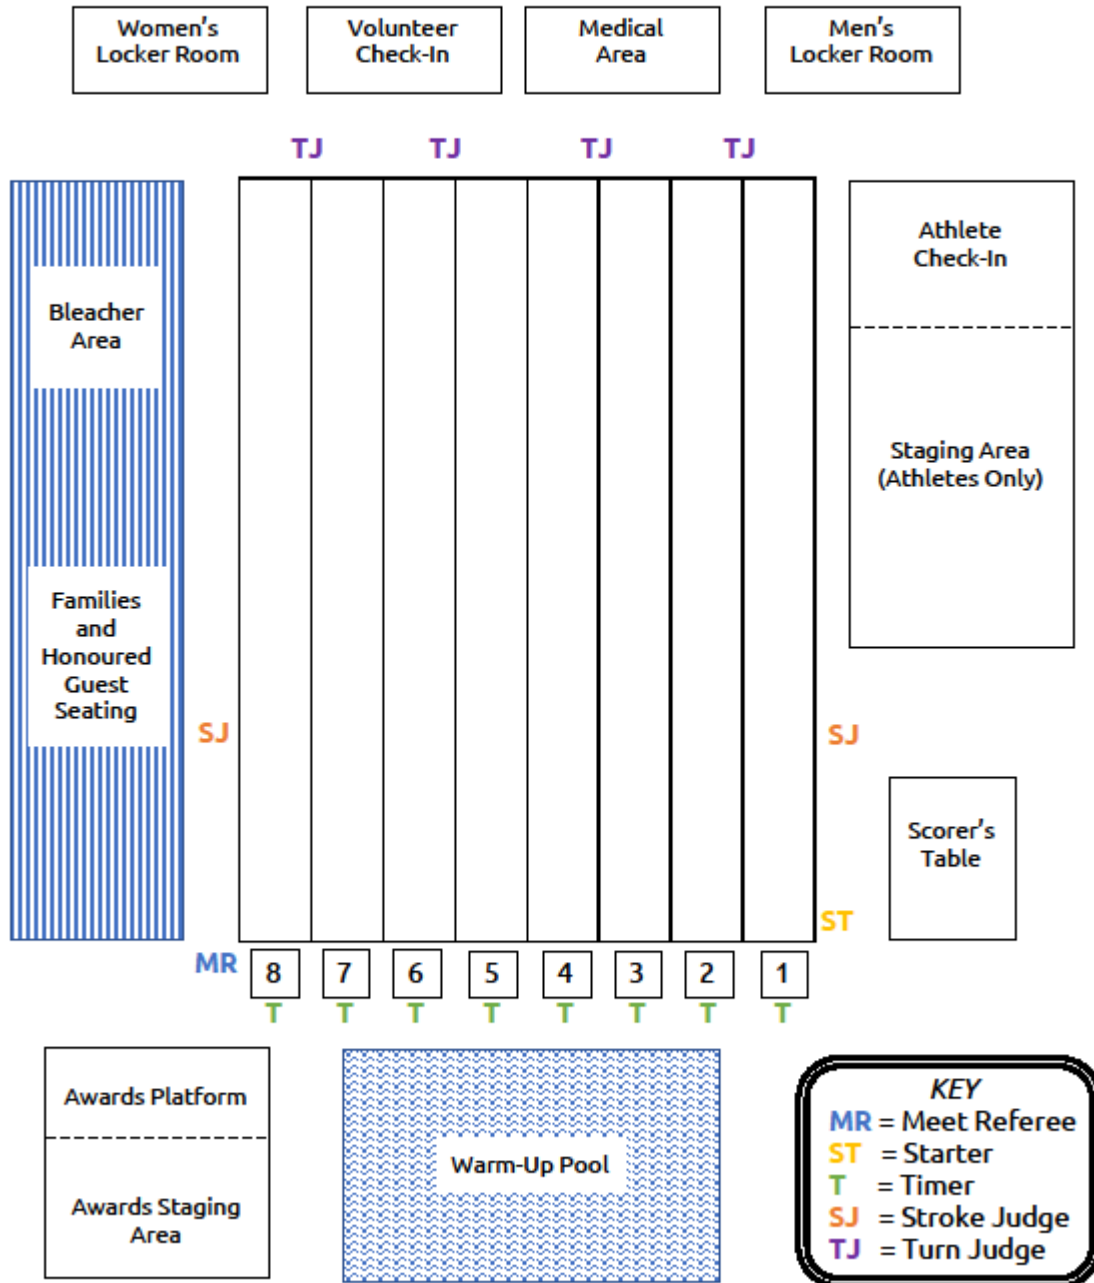 Women's
Locker Room
Volunteer
Check-In
Medical
Area
Men's
Locker Room
TJ TJ TJ TJ
Bleacher
Area
Athlete
Check-In
Staging Area
(Athletes Only)
Families
and
Honoured
Guest
Seating
SJ SJ
Scorer's
Table
ST
MR 8 7 6 5 4 3 2 1
T T T T T T T T
Awards Platform
Awards Staging
Area
Warm-Up Pool
KEY
MR = Meet Referee
ST = Starter
T = Timer
SJ = Stroke Judge
TJ = Turn Judge